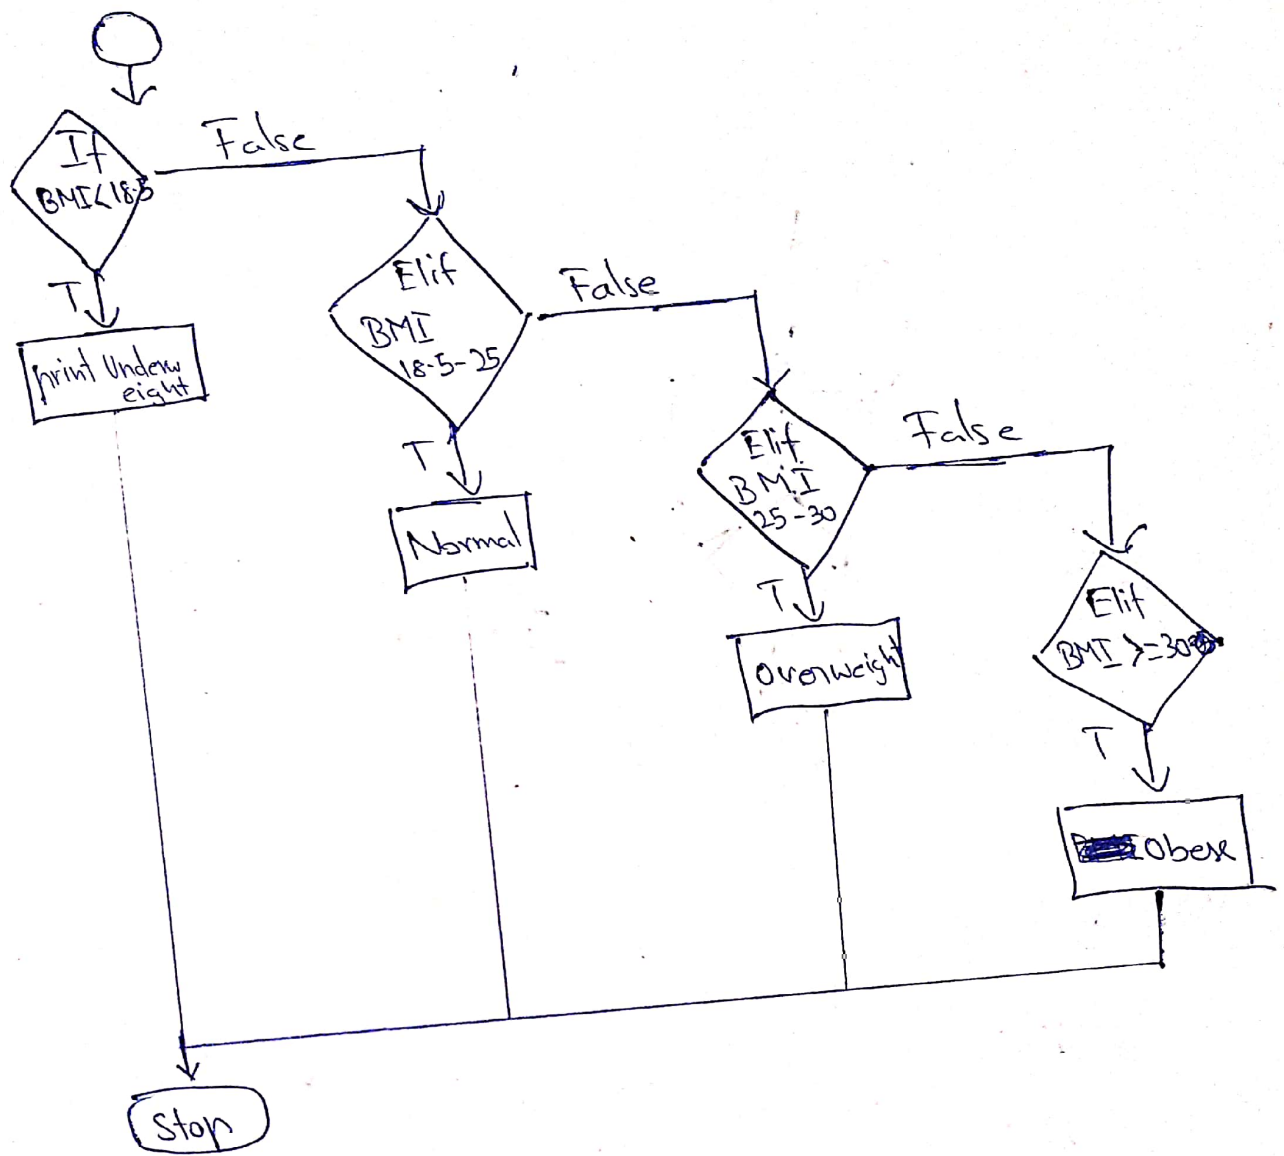 If
BMI<18.5
False
T
print Underw
eight
Elif
BMI
18.5-25
False
T
Normal
Elif
BMI
25-30
False
T
Overweight
Elif
BMI >=30
T
Obese
Stop